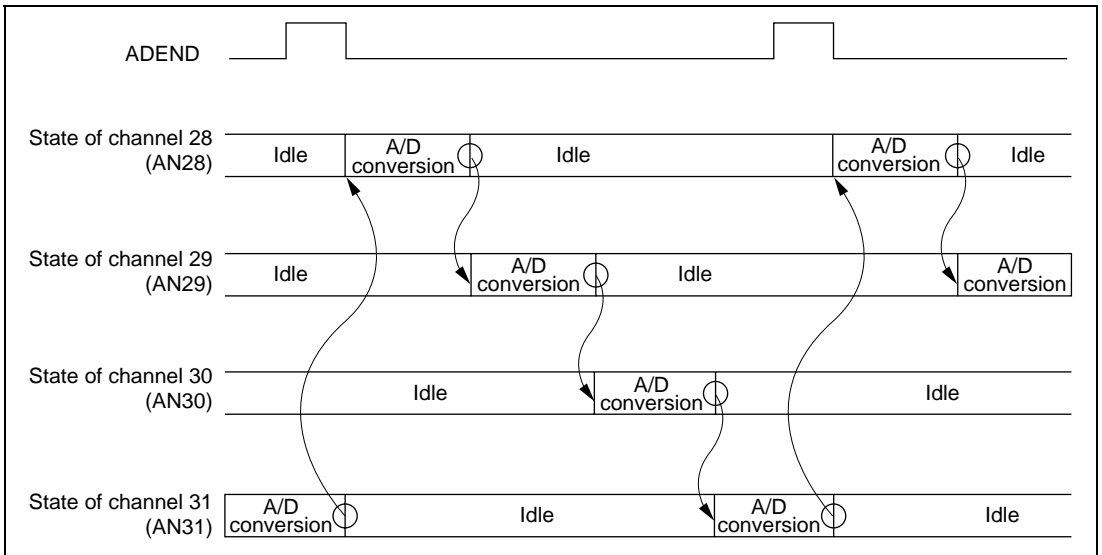 ADEND
State of channel 28
(AN28)
Idle
A/D
conversion
Idle
A/D
conversion
Idle
State of channel 29
(AN29)
Idle
A/D
conversion
Idle
A/D
conversion
State of channel 30
(AN30)
Idle
A/D
conversion
Idle
State of channel 31
(AN31)
A/D
conversion
Idle
A/D
conversion
Idle